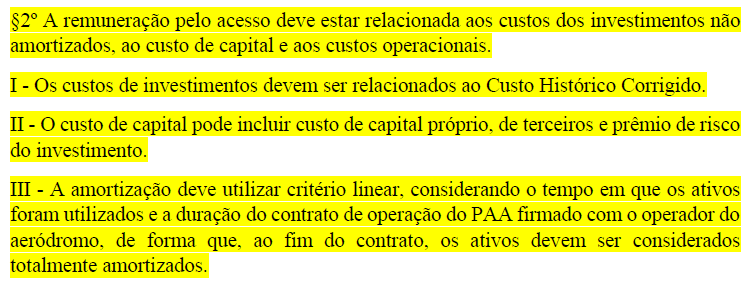 §2º A remuneração pelo acesso deve estar relacionada aos custos dos investimentos não
amortizados, ao custo de capital e aos custos operacionais.
I - Os custos de investimentos devem ser relacionados ao Custo Histórico Corrigido.
II - O custo de capital pode incluir custo de capital próprio, de terceiros e prêmio de risco
do investimento.
III - A amortização deve utilizar critério linear, considerando o tempo em que os ativos
foram utilizados e a duração do contrato de operação do PAA firmado com o operador do
aeródromo, de forma que, ao fim do contrato, os ativos devem ser considerados
totalmente amortizados.